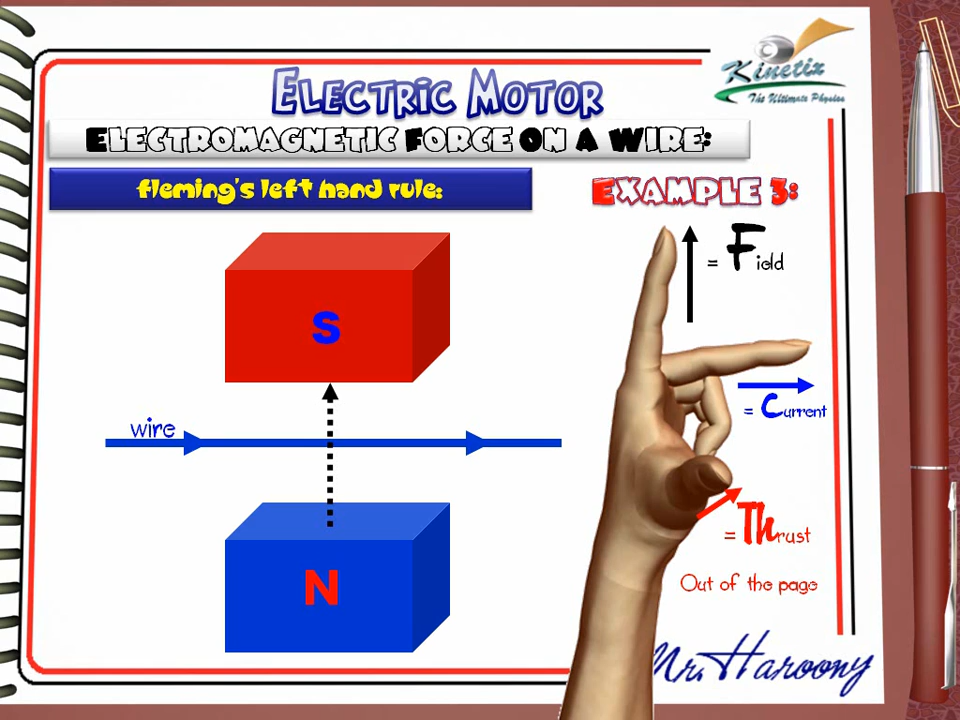 Kinetix
The Ultimate Physics
Electric Motor
Electromagnetic Force On A Wire:
fleming's left hand rule:
Example 3:
S
wire
N
= Field
= Current
= Thrust
Out of the page
Mr. Haroony